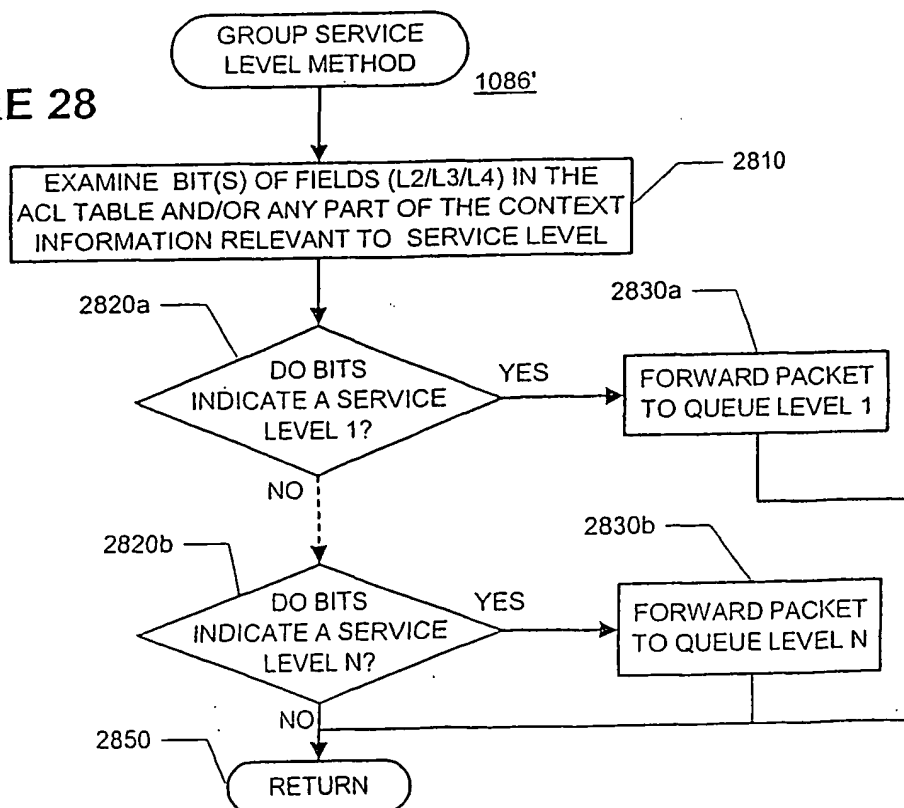 GROUP SERVICE
LEVEL METHOD
1086'
E 28
2810
EXAMINE BIT(S) OF FIELDS (L2/L3/L4) IN THE
ACL TABLE AND/OR ANY PART OF THE CONTEXT
INFORMATION RELEVANT TO SERVICE LEVEL
2820a
2830a
DO BITS
INDICATE A SERVICE
LEVEL 1?
YES
FORWARD PACKET
TO QUEUE LEVEL 1
NO
2820b
2830b
DO BITS
INDICATE A SERVICE
LEVEL N?
YES
FORWARD PACKET
TO QUEUE LEVEL N
NO
2850
RETURN